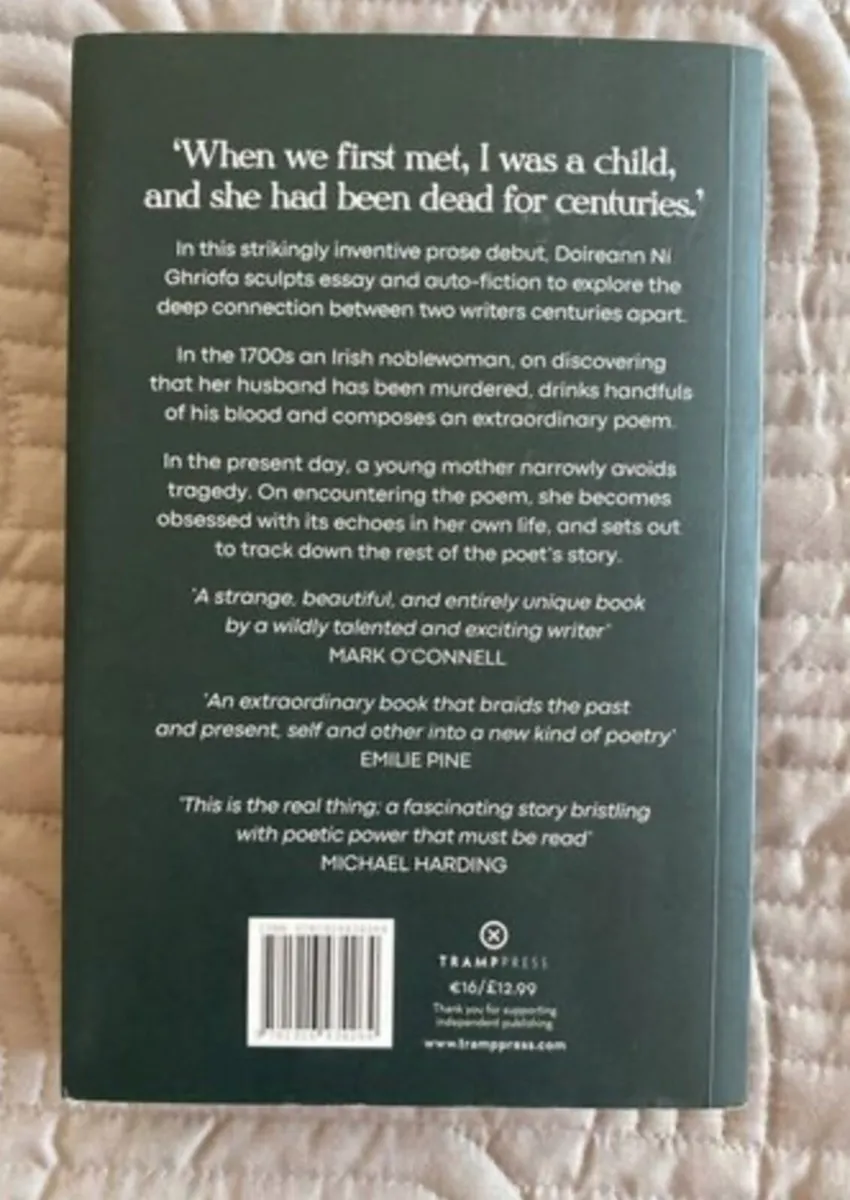 ‘When we first met, I was a child,
and she had been dead for centuries.’
In this strikingly inventive prose debut, Doireann Ní
Ghríofa sculpts essay and auto-fiction to explore the
deep connection between two writers centuries apart.
In the 1700s an Irish noblewoman, on discovering
that her husband has been murdered, drinks handfuls
of his blood and composes an extraordinary poem.
In the present day, a young mother narrowly avoids
tragedy. On encountering the poem, she becomes
obsessed with its echoes in her own life, and sets out
to track down the rest of the poet's story.
'A strange, beautiful, and entirely unique book
by a wildly talented and exciting writer'
MARK O'CONNELL
'An extraordinary book that braids the past
and present, self and other into a new kind of poetry'
EMILIE PINE
'This is the real thing; a fascinating story bristling
with poetic power that must be read'
MICHAEL HARDING
TRAMPPRESS
€16/£12.99
Thank you for supporting
independent publishing
www.tramppress.com